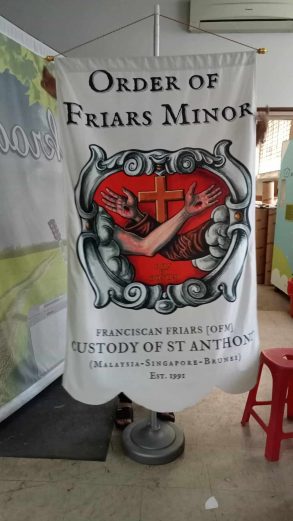 ORDER OF
FRIARS MINOR
FRANCISCAN FRIARS [OFM]
CUSTODY OF ST ANTHONY
(MALAYSIA-SINGAPORE-BRUNEI)
EST. 1991